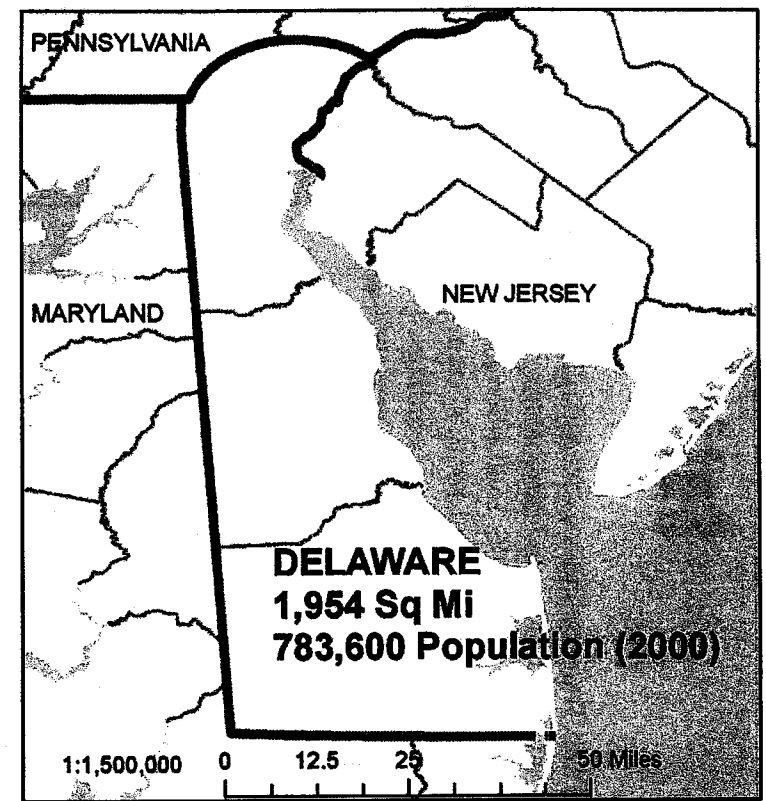 PENNSYLVANIA
MARYLAND
NEW JERSEY
DELAWARE
1,954 Sq Mi
783,600 Population (2000)
1:1,500,000 0 12.5 25 50 Miles